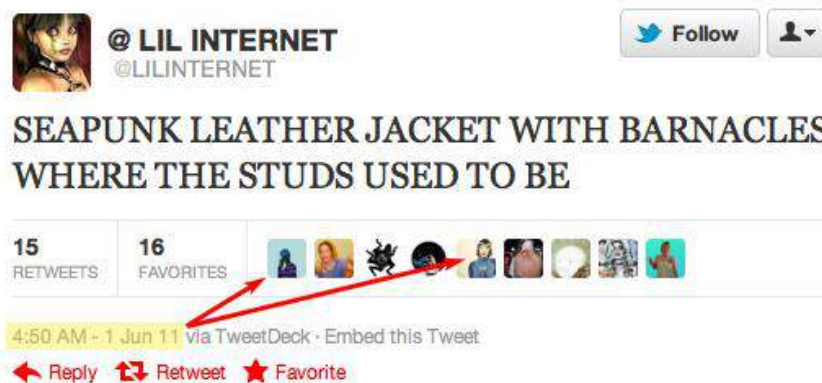 @ LIL INTERNET
@LILINTERNET
Follow
SEAPUNK LEATHER JACKET WITH BARNACLES
WHERE THE STUDS USED TO BE
15
RETWEETS
16
FAVORITES
4:50 AM - 1 Jun 11 via TweetDeck · Embed this Tweet
Reply Retweet Favorite